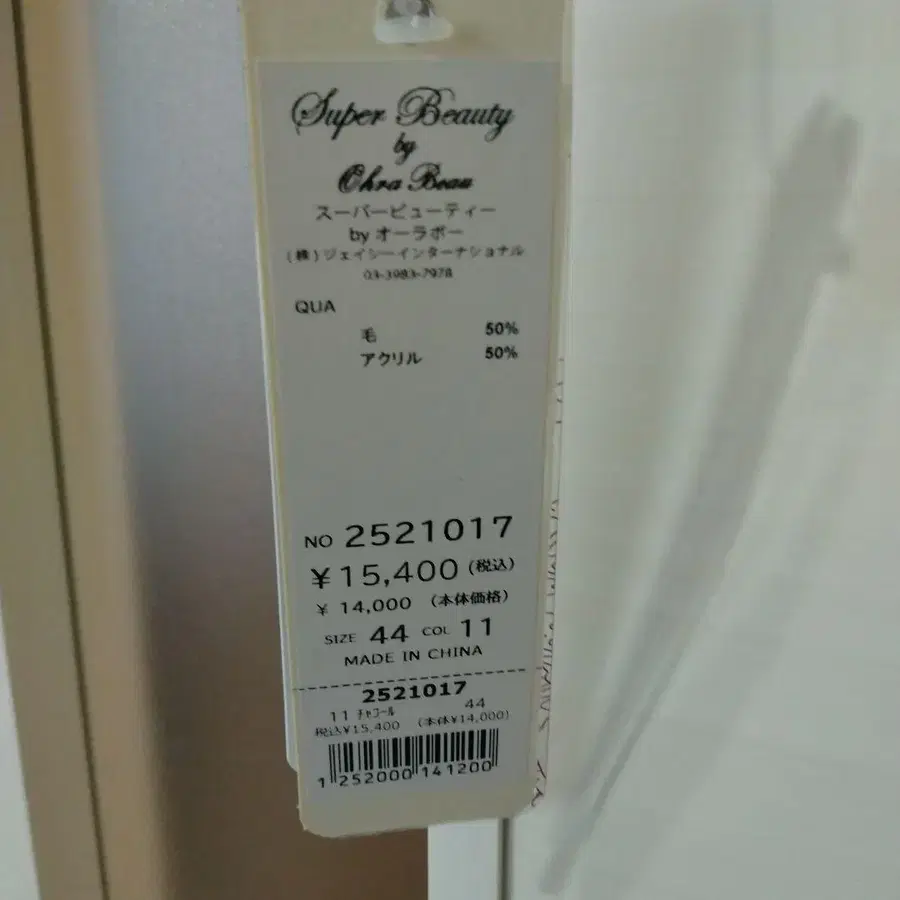 Super Beauty
by
Ohra Beau
スーパービューティー
by オーラボー
(株)ジェイシーインターナショナル
03-3983-7978
QUA
毛 50%
アクリル 50%
NO 2521017
¥15,400(税込)
¥ 14,000 (本体価格)
SIZE 44 COL 11
MADE IN CHINA
2521017
11 ﾁｬｺｰﾙ 44
税込¥15,400 (本体¥14,000)
1 252000 141200